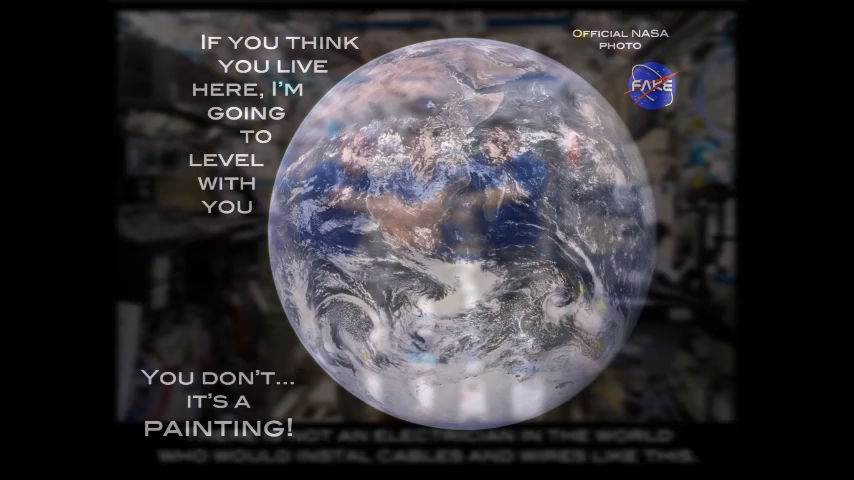 If you think
you live
here, I'm
going
to
level
with
you
Official NASA
photo
FAKE
You don't...
it's a
painting!
NOT AN ELECTRICIAN IN THE WORLD
WHO WOULD INSTAL CABLES AND WIRES LIKE THIS.